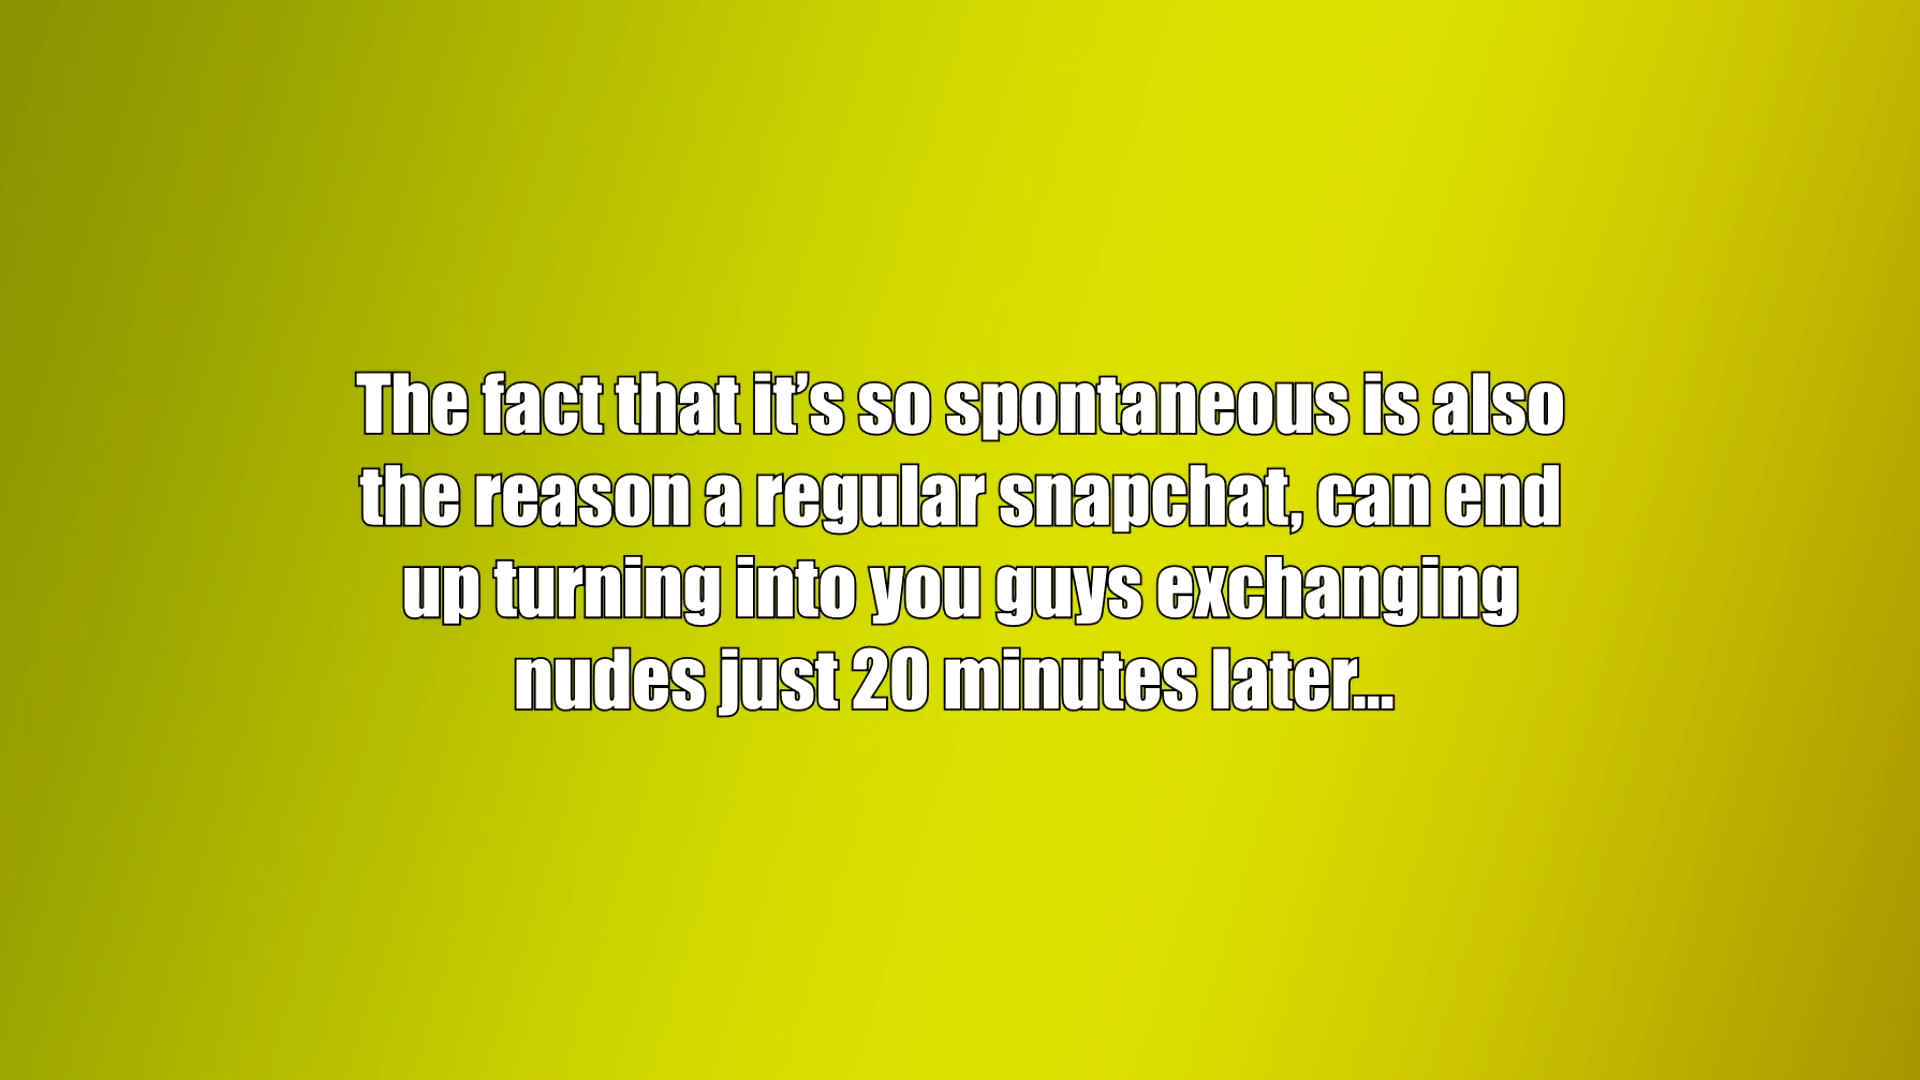 The fact that it’s so spontaneous is also
the reason a regular snapchat, can end
up turning into you guys exchanging
nudes just 20 minutes later...